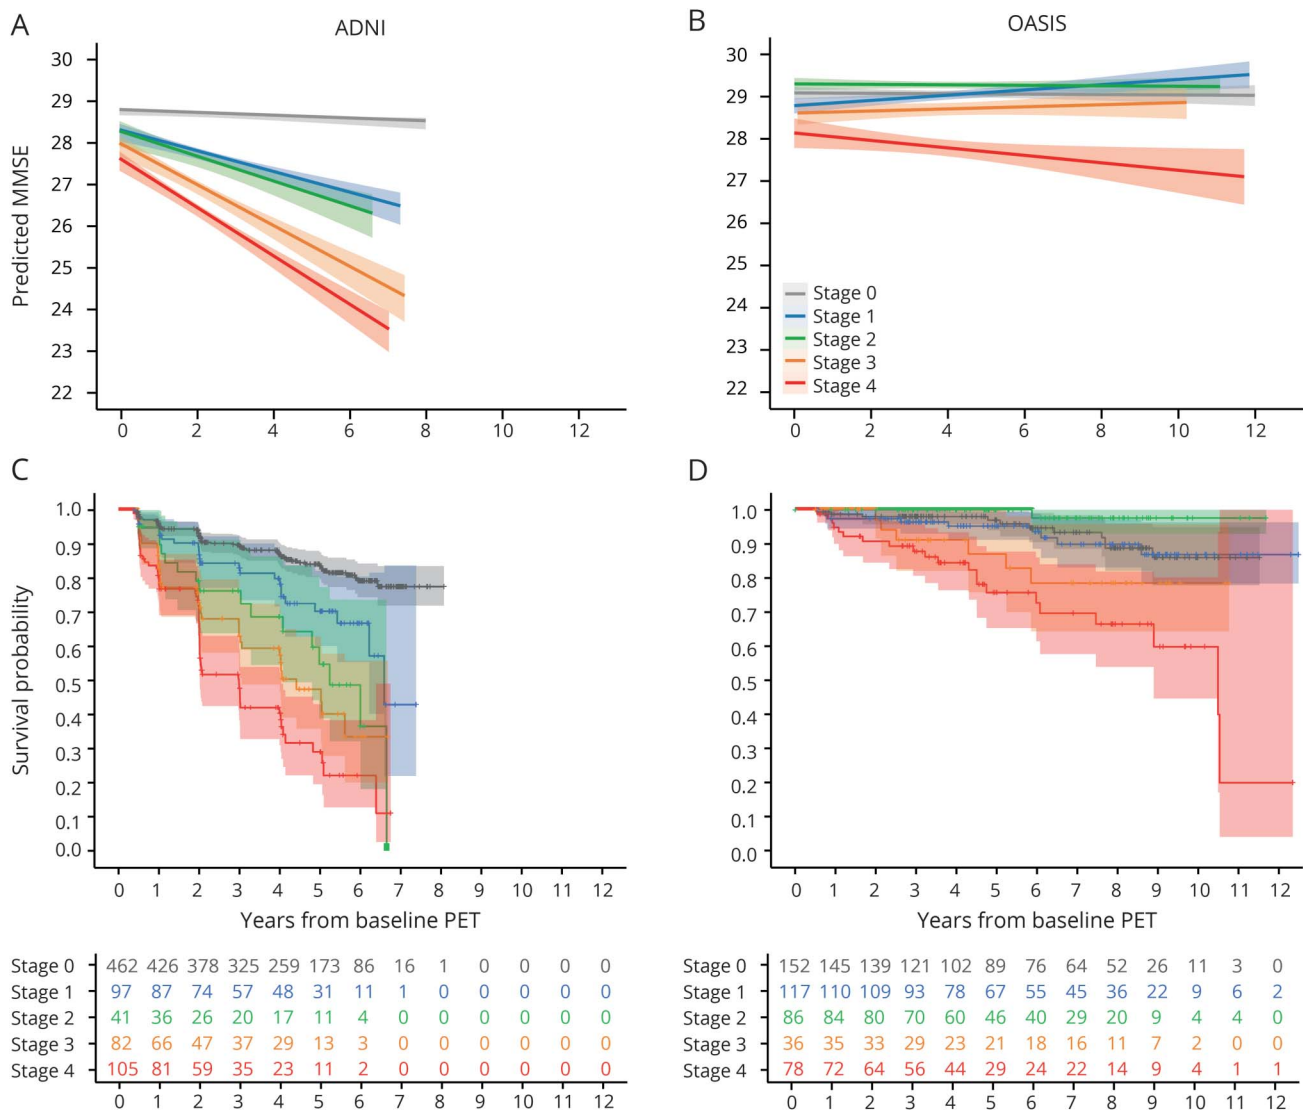 A
ADNI
Predicted MMSE
30
29
28
27
26
25
24
23
22
0 2 4 6 8 10 12
B
OASIS
30
29
28
27
26
25
24
23
22
Stage 0
Stage 1
Stage 2
Stage 3
Stage 4
0 2 4 6 8 10 12
C
Survival probability
1.0
0.9
0.8
0.7
0.6
0.5
0.4
0.3
0.2
0.1
0.0
0 1 2 3 4 5 6 7 8 9 10 11 12
Years from baseline PET
Stage 0 462 426 378 325 259 173 86 16 1 0 0 0 0
Stage 1 97 87 74 57 48 31 11 1 0 0 0 0 0
Stage 2 41 36 26 20 17 11 4 0 0 0 0 0 0
Stage 3 82 66 47 37 29 13 3 0 0 0 0 0 0
Stage 4 105 81 59 35 23 11 2 0 0 0 0 0 0
0 1 2 3 4 5 6 7 8 9 10 11 12
D
1.0
0.9
0.8
0.7
0.6
0.5
0.4
0.3
0.2
0.1
0.0
0 1 2 3 4 5 6 7 8 9 10 11 12
Years from baseline PET
Stage 0 152 145 139 121 102 89 76 64 52 26 11 3 0
Stage 1 117 110 109 93 78 67 55 45 36 22 9 6 2
Stage 2 86 84 80 70 60 46 40 29 20 9 4 4 0
Stage 3 36 35 33 29 23 21 18 16 11 7 2 0 0
Stage 4 78 72 64 56 44 29 24 22 14 9 4 1 1
0 1 2 3 4 5 6 7 8 9 10 11 12